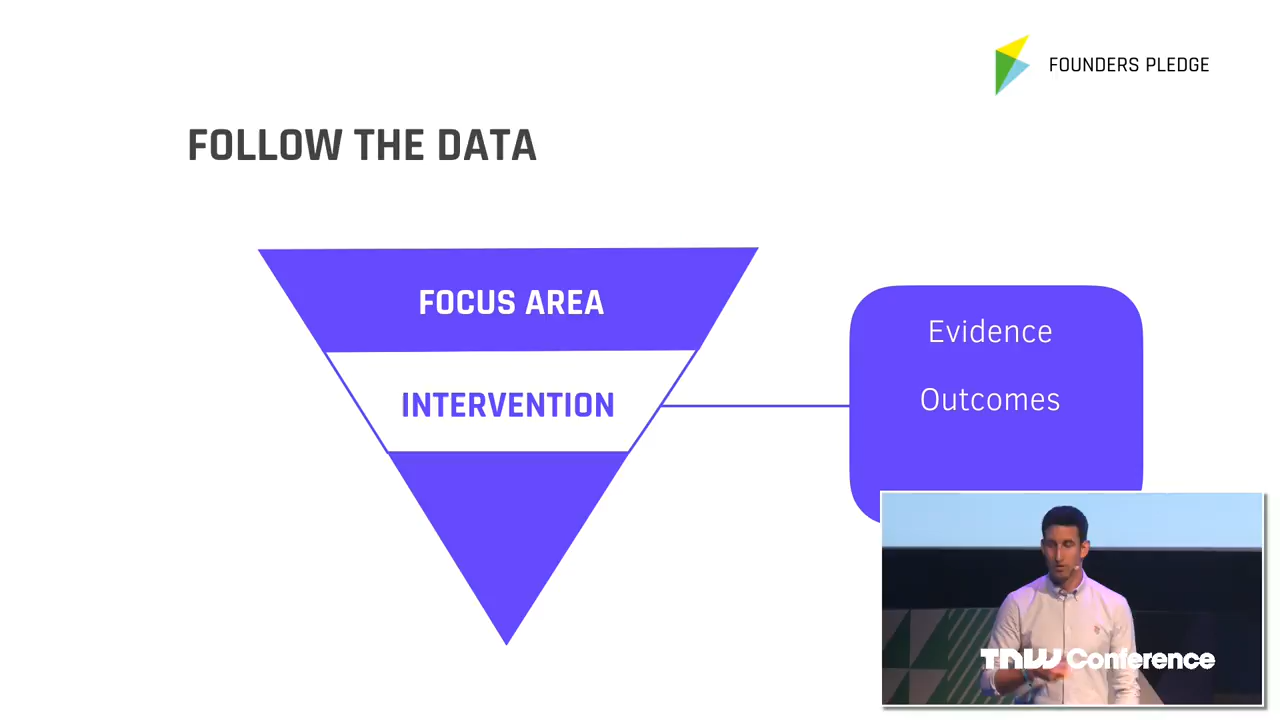 FOUNDERS PLEDGE
FOLLOW THE DATA
FOCUS AREA
INTERVENTION
Evidence
Outcomes
TNW Conference